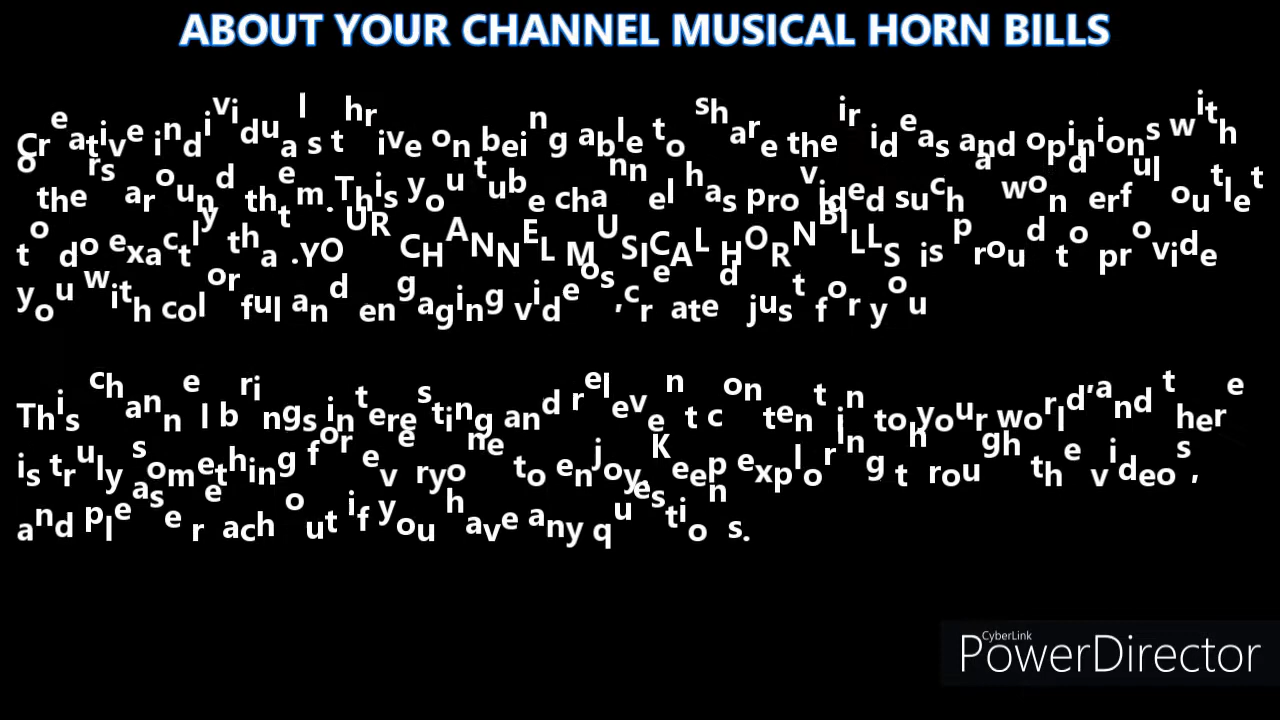 ABOUT YOUR CHANNEL MUSICAL HORN BILLS
Creative individuals thrive on being able to share their ideas and opinions with
others around them. This youtube channel has provided such a wonderful outlet
to do exactly that .YOUR CHANNEL MUSICAL HORN BILLS is proud to provide
you with colorful and engaging videos,created just for you
This channel brings interesting and relevent content in to your world'and there
is truly something for everyone to enjoy. Keep exploring through the videos,
and please reach out if you have any questions.
CyberLink
PowerDirector